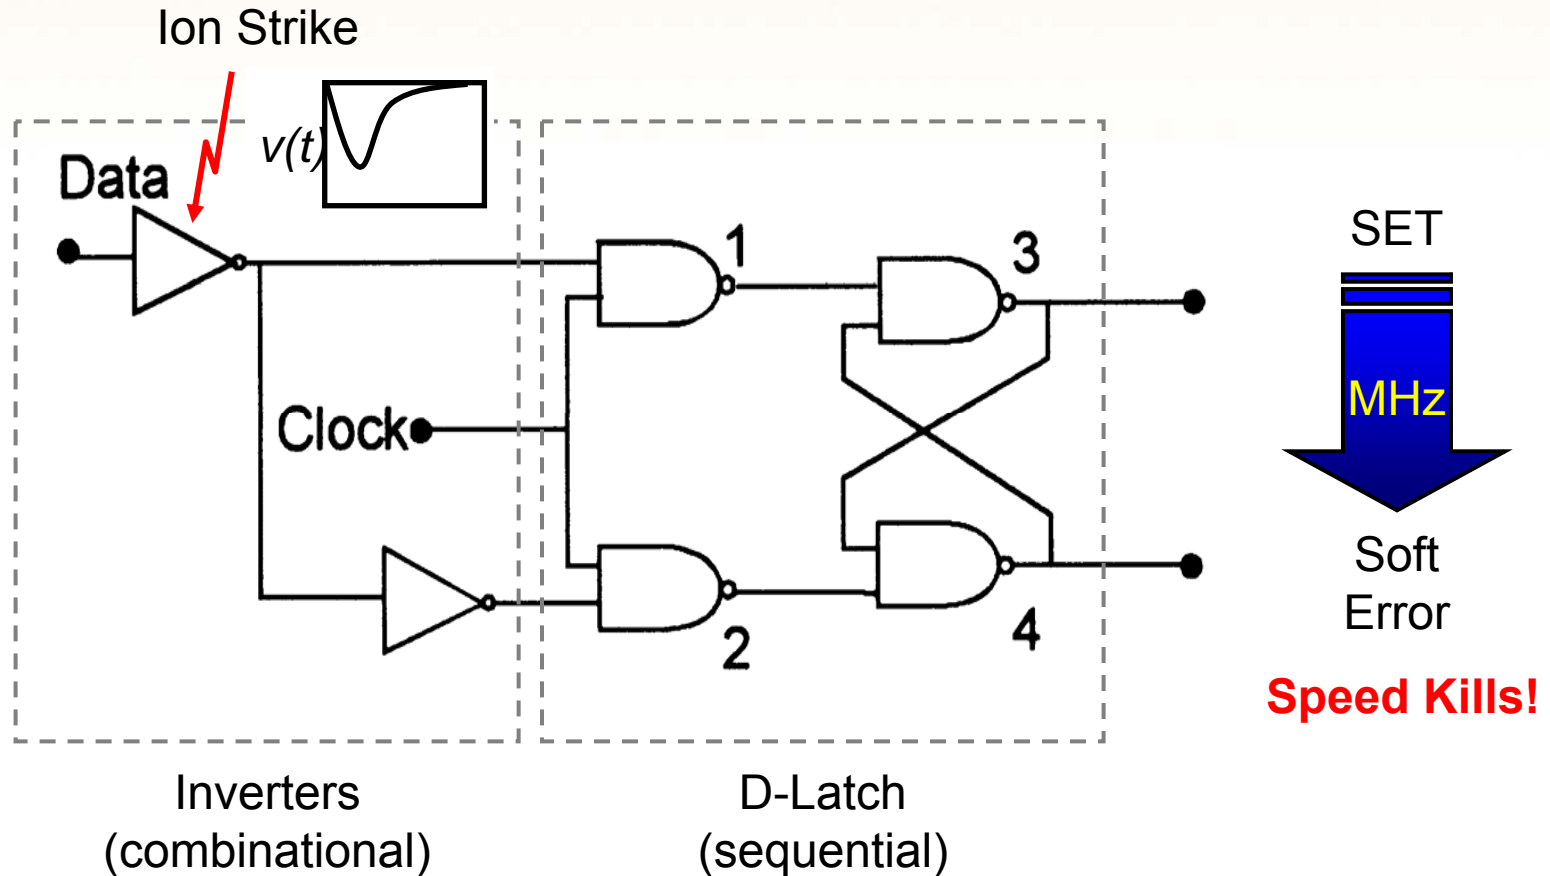 Ion Strike
v(t)
Data
1
3
Clock
2
4
Inverters
(combinational)
D-Latch
(sequential)
SET
MHz
Soft
Error
Speed Kills!